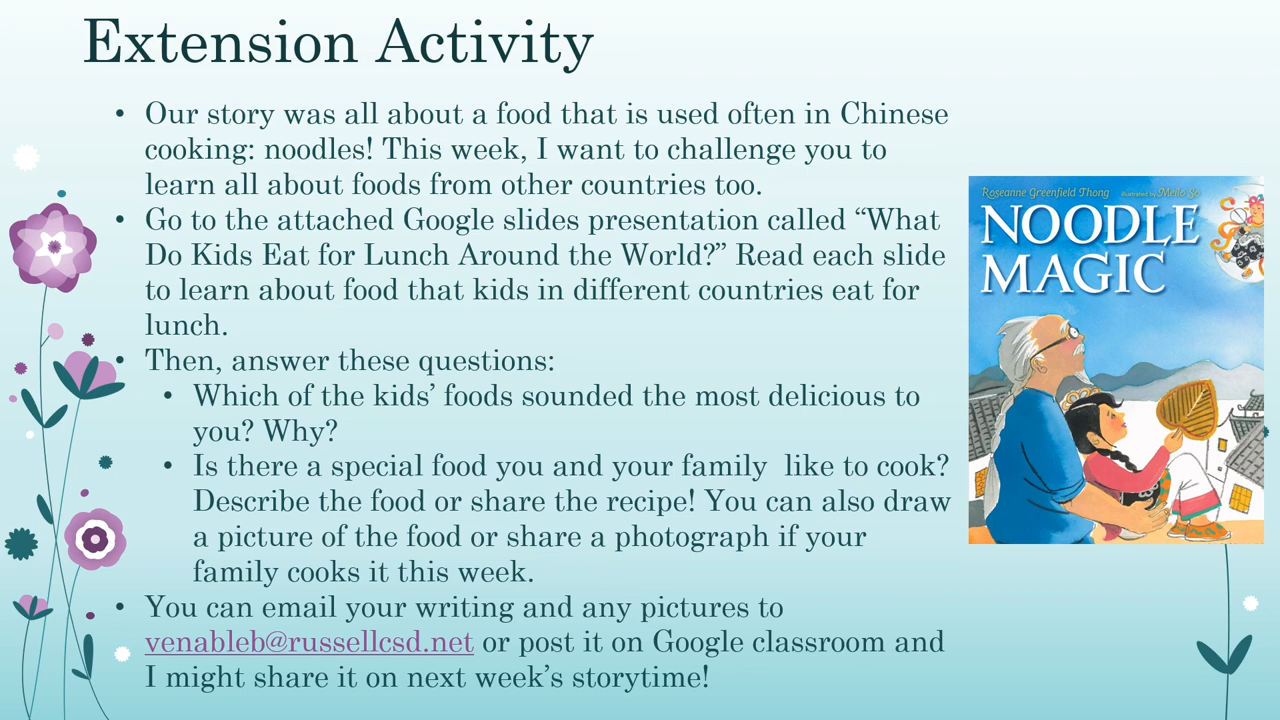 Extension Activity
• Our story was all about a food that is used often in Chinese
cooking: noodles! This week, I want to challenge you to
learn all about foods from other countries too.
• Go to the attached Google slides presentation called “What
Do Kids Eat for Lunch Around the World?” Read each slide
to learn about food that kids in different countries eat for
lunch.
• Then, answer these questions:
• Which of the kids’ foods sounded the most delicious to
you? Why?
• Is there a special food you and your family like to cook?
Describe the food or share the recipe! You can also draw
a picture of the food or share a photograph if your
family cooks it this week.
• You can email your writing and any pictures to
venableb@russellcsd.net or post it on Google classroom and
I might share it on next week’s storytime!
Roseanne Greenfield Thong illustrated by Meilo So
NOODLE
MAGIC